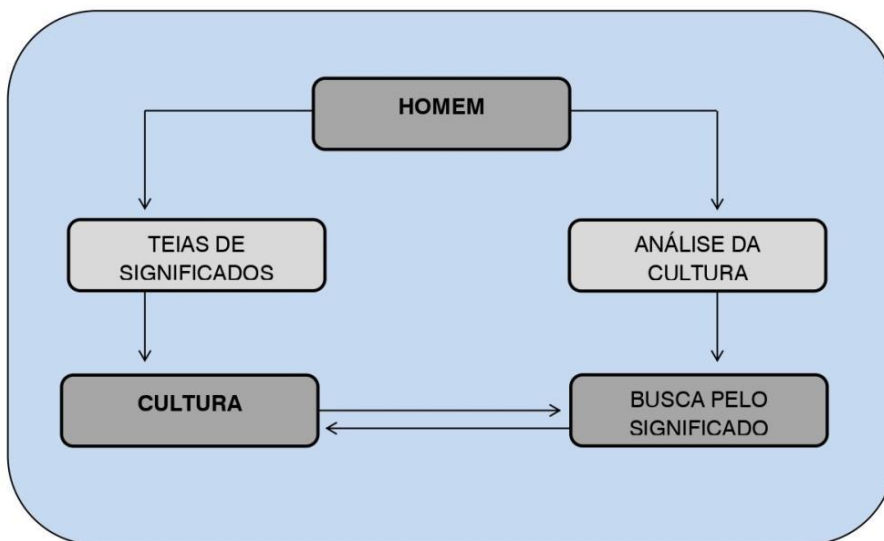 HOMEM
TEIAS DE
SIGNIFICADOS
ANÁLISE DA
CULTURA
CULTURA
BUSCA PELO
SIGNIFICADO